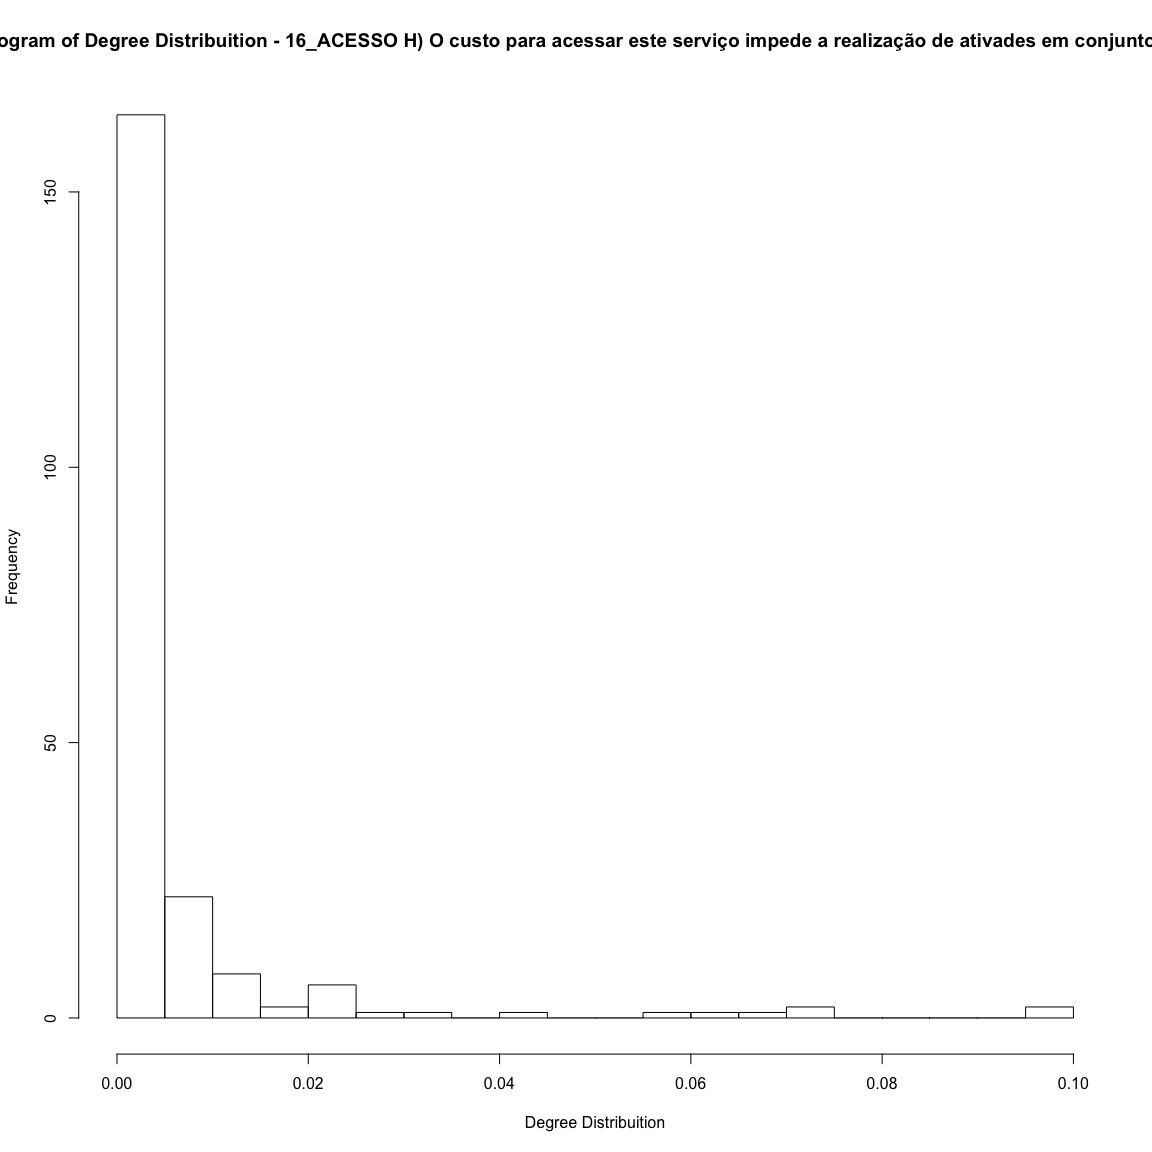 ogram of Degree Distribuition - 16_ACESSO H) O custo para acessar este serviço impede a realização de ativades em conjunto
Frequency
150
100
50
0
0.00 0.02 0.04 0.06 0.08 0.10
Degree Distribuition